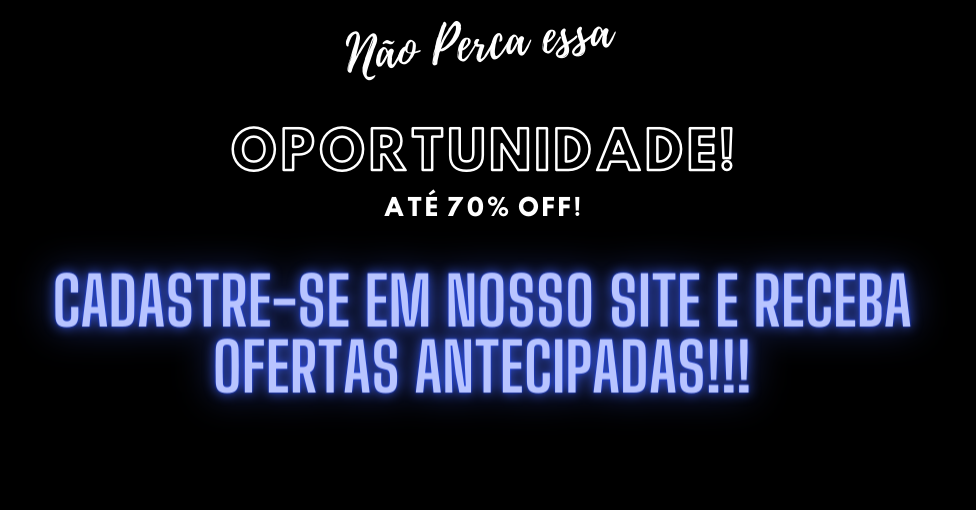 Não Perca essa
OPORTUNIDADE!
ATÉ 70% OFF!
CADASTRE-SE EM NOSSO SITE E RECEBA
OFERTAS ANTECIPADAS!!!